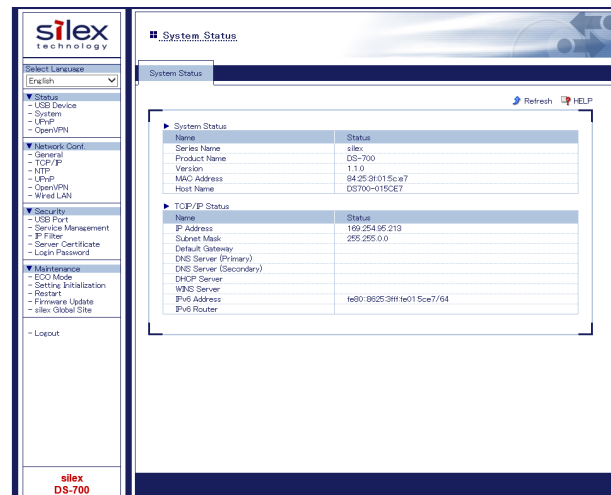 silex
technology
Select Language
English
▼ Status
- USB Device
- System
- UPnP
- OpenVPN
▼ Network Cont.
- General
- TCP/IP
- NTP
- UPnP
- OpenVPN
- Wired LAN
▼ Security
- USB Port
- Service Management
- IP Filter
- Server Certificate
- Login Password
▼ Maintenance
- ECO Mode
- Setting Initialization
- Restart
- Firmware Update
- silex Global Site
- Logout
silex
DS-700
System Status
System Status
Refresh HELP
► System Status
Name Status
Series Name silex
Product Name DS-700
Version 1.1.0
MAC Address 84:25:3f:01:5c:e7
Host Name DS700-015CE7
► TCP/IP Status
Name Status
IP Address 169.254.95.213
Subnet Mask 255.255.0.0
Default Gateway
DNS Server (Primary)
DNS Server (Secondary)
DHCP Server
WINS Server
IPv6 Address fe80::8625:3fff:fe01:5ce7/64
IPv6 Router